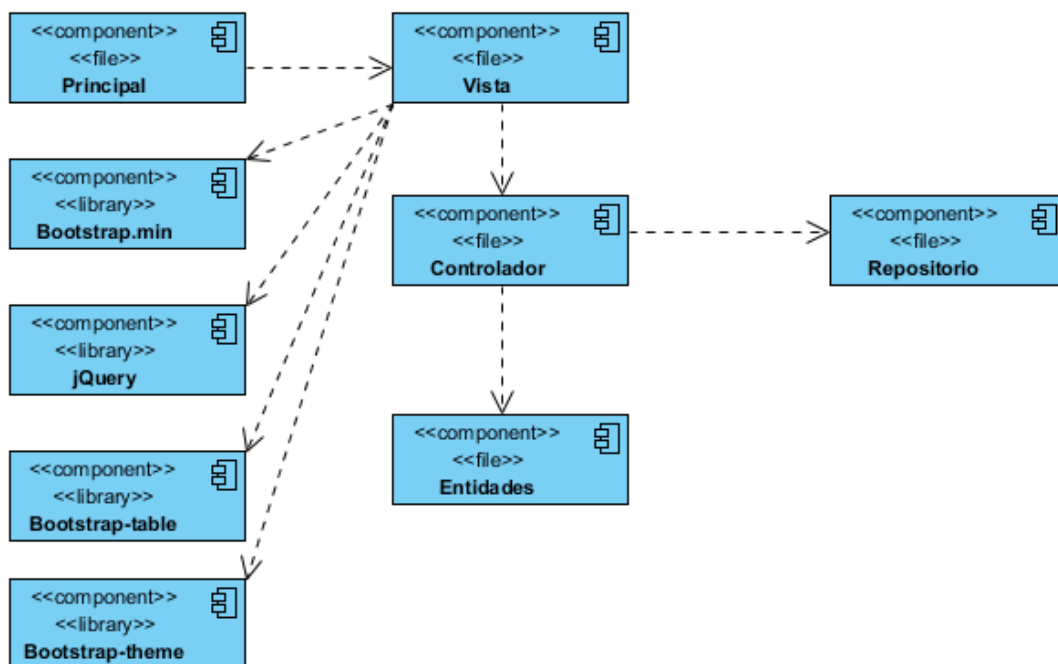 <<component>>
<<file>>
Principal
<<component>>
<<file>>
Vista
<<component>>
<<library>>
Bootstrap.min
<<component>>
<<file>>
Controlador
<<component>>
<<file>>
Repositorio
<<component>>
<<library>>
jQuery
<<component>>
<<file>>
Entidades
<<component>>
<<library>>
Bootstrap-table
<<component>>
<<library>>
Bootstrap-theme